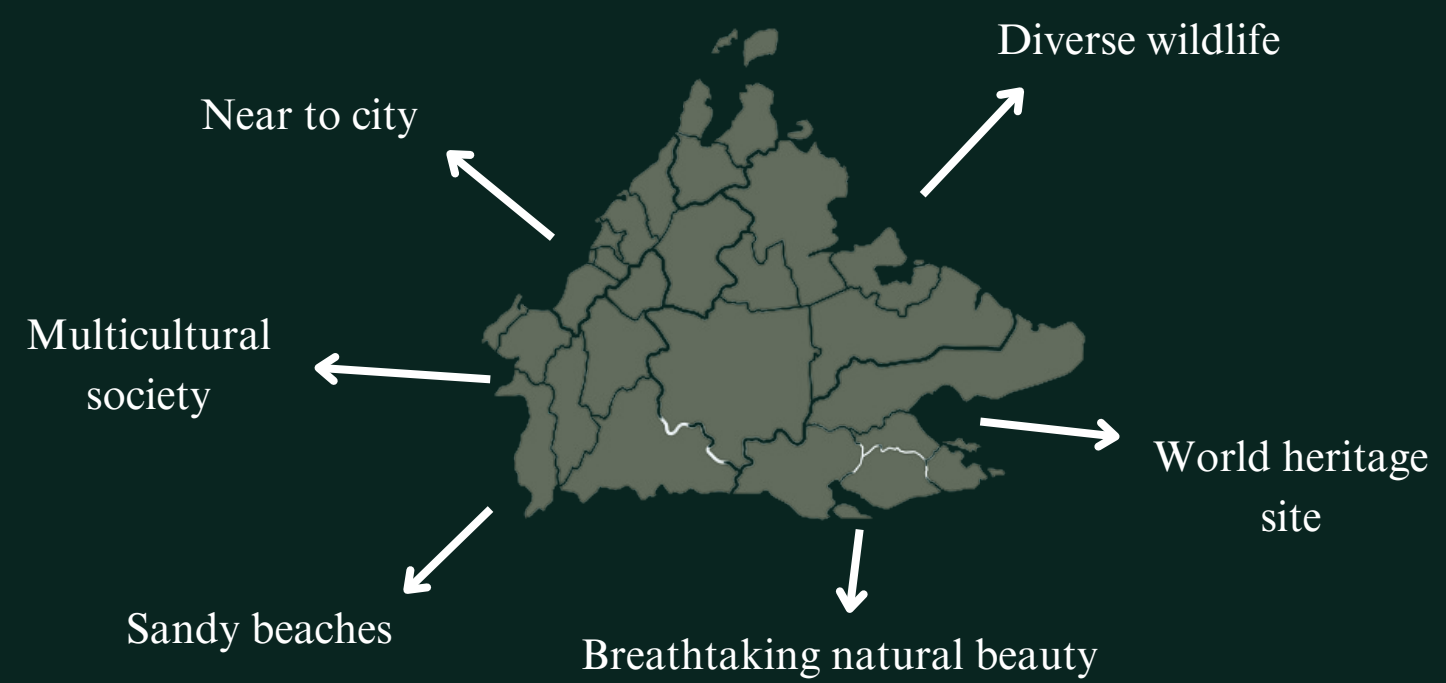 Diverse wildlife
Near to city
Multicultural
society
World heritage
site
Sandy beaches
Breathtaking natural beauty